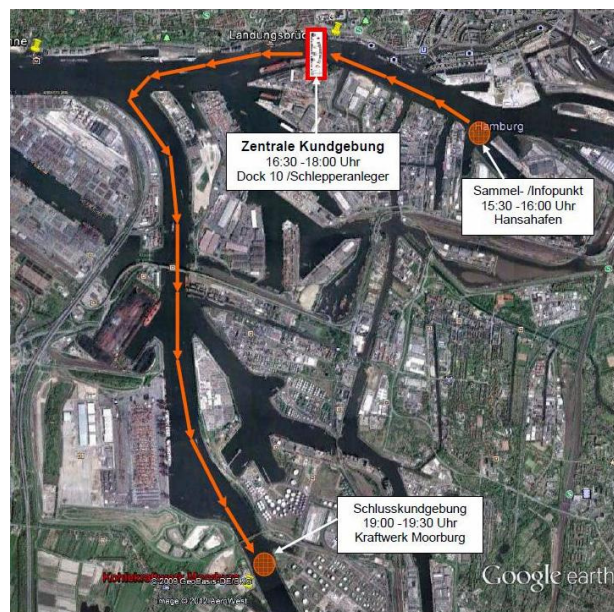 Landungsbrüc
Hamburg
Zentrale Kundgebung
16:30 -18:00 Uhr
Dock 10 /Schlepperanleger
Sammel- /Infopunkt
15:30 -16:00 Uhr
Hansahafen
Schlusskundgebung
19:00 -19:30 Uhr
Kraftwerk Moorburg
Google earth